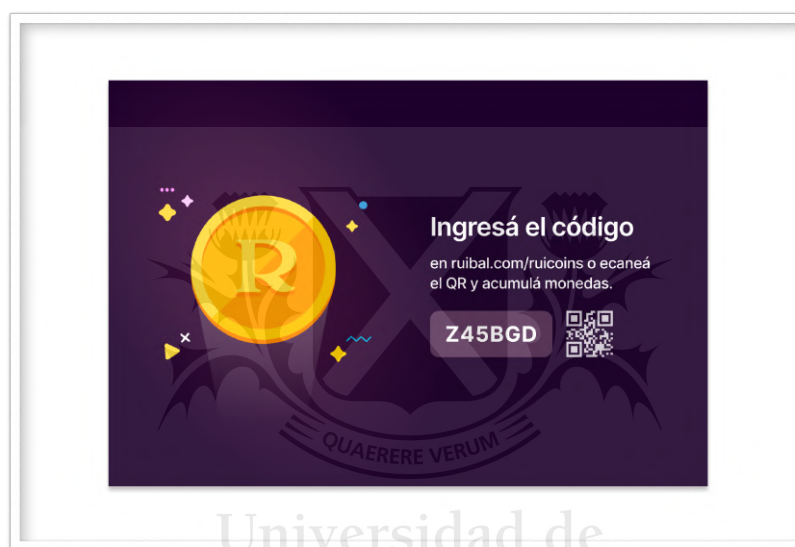 R
Ingresá el código
en ruibal.com/ruicoins o ecaneá
el QR y acumulá monedas.
Z45BGD
QUAERERE VERUM
Universidad de